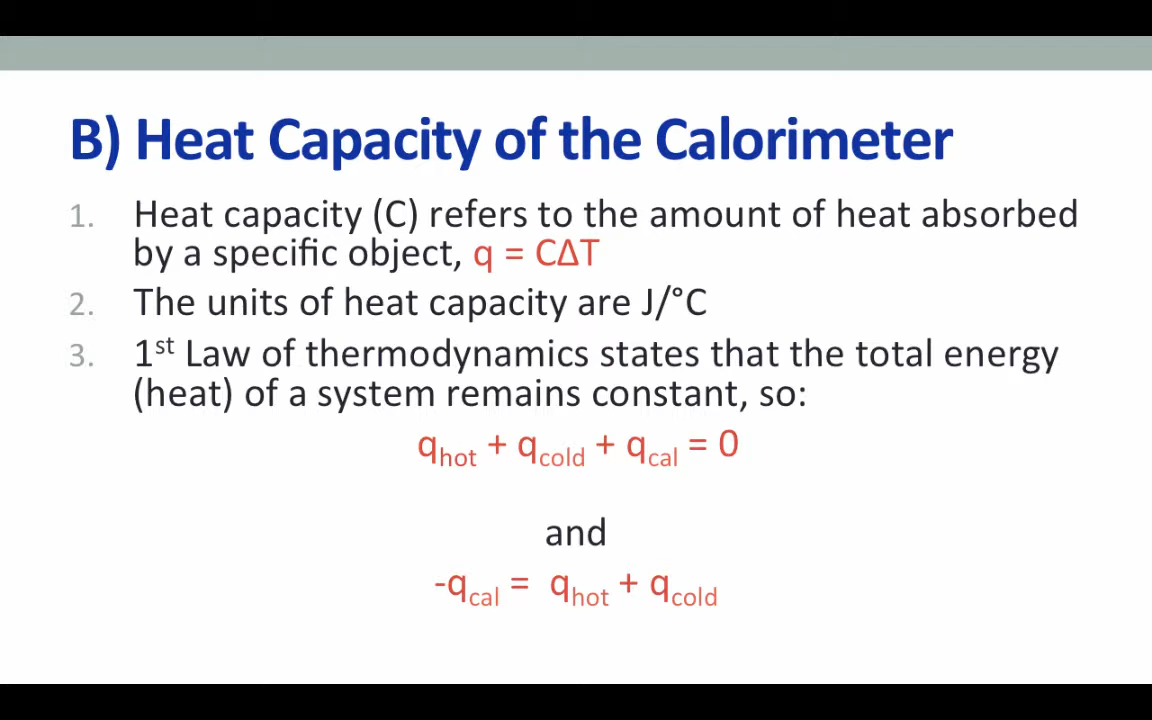 B) Heat Capacity of the Calorimeter
1. Heat capacity (C) refers to the amount of heat absorbed
by a specific object, q = CΔT
2. The units of heat capacity are J/°C
3. 1st Law of thermodynamics states that the total energy
(heat) of a system remains constant, so:
qhot + qcold + qcal = 0
and
-qcal = qhot + qcold